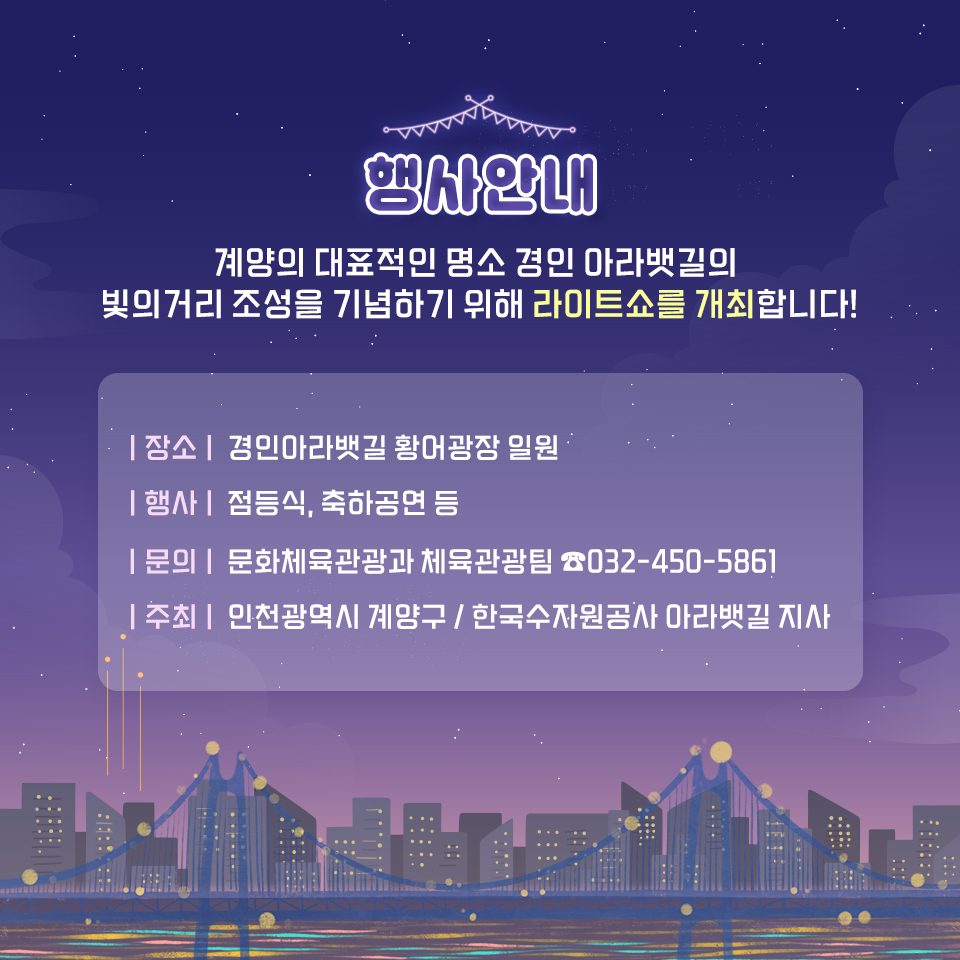 행사안내
계양의 대표적인 명소 경인 아라뱃길의
빛의거리 조성을 기념하기 위해 라이트쇼를 개최합니다!
| 장소 | 경인아라뱃길 황어광장 일원
| 행사 | 점등식, 축하공연 등
| 문의 | 문화체육관광과 체육관광팀 ☎032-450-5861
| 주최 | 인천광역시 계양구 / 한국수자원공사 아라뱃길 지사